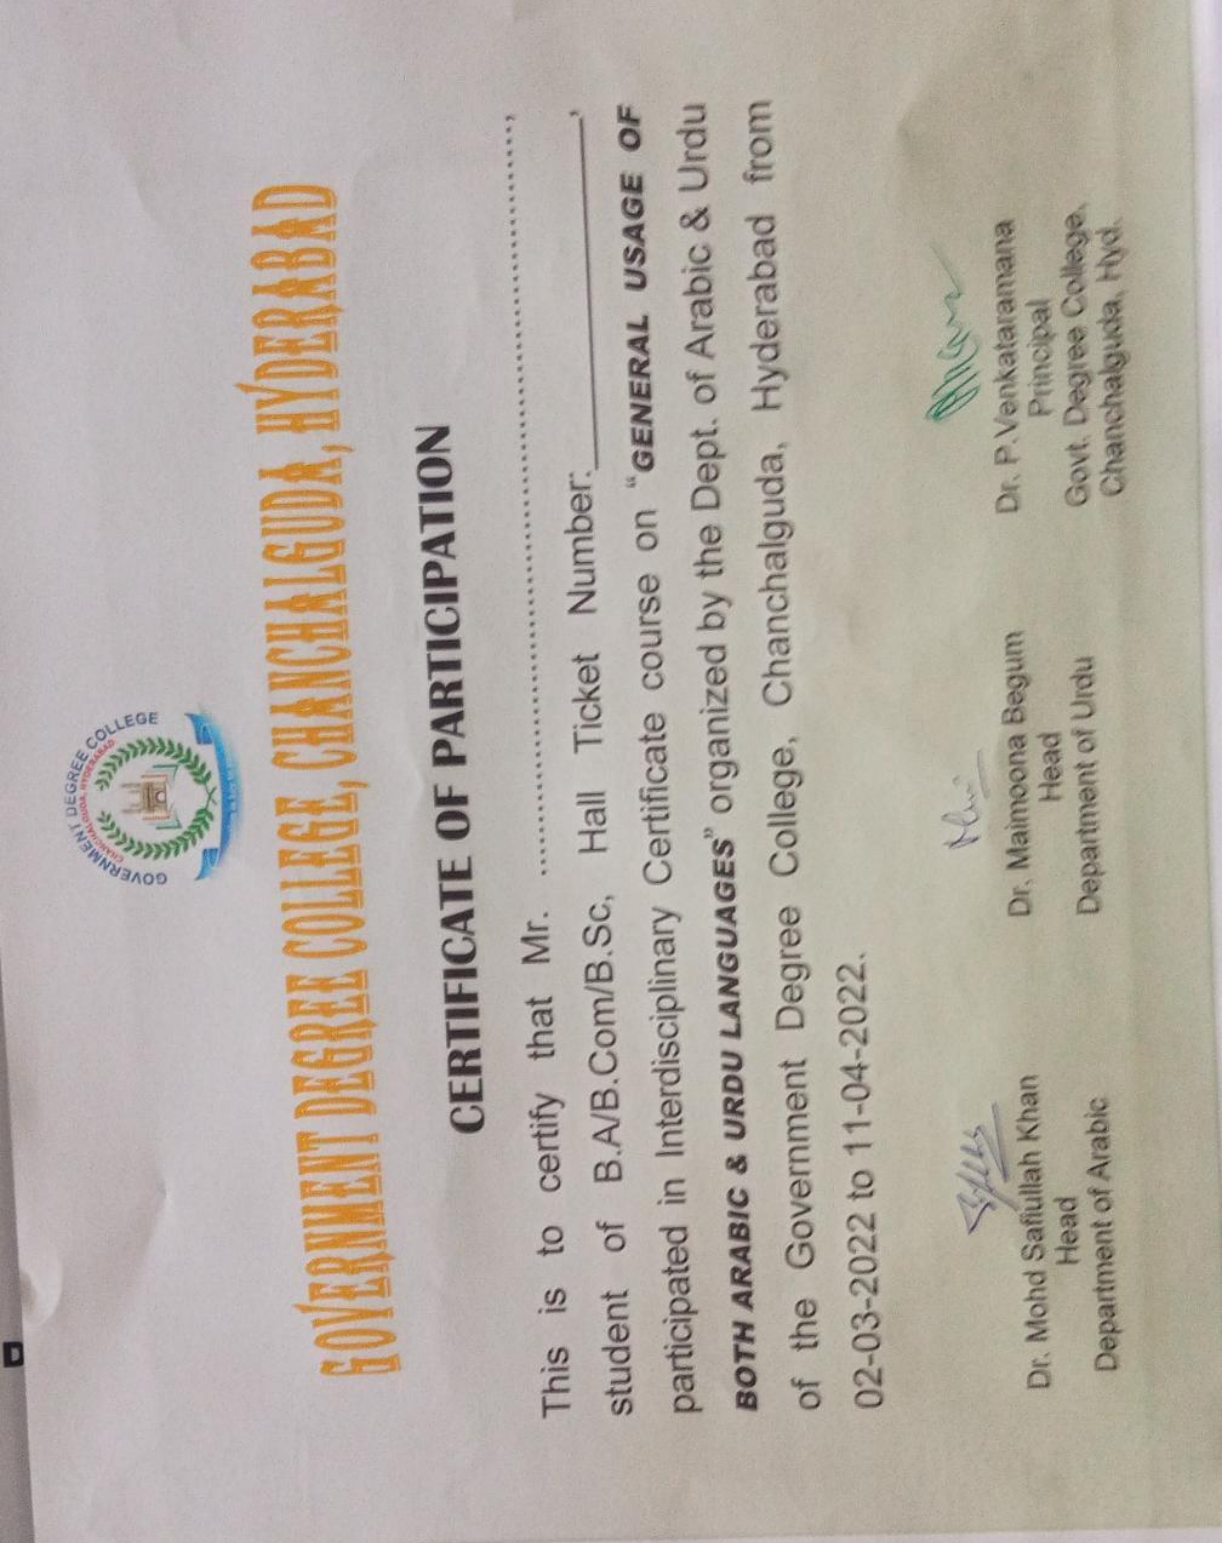 GOVERNMENT DEGREE COLLEGE
CHANCHALGUDA, HYDERABAD
GOVERNMENT DEGREE COLLEGE, CHANCHALGUDA, HYDERABAD
CERTIFICATE OF PARTICIPATION
This is to certify that Mr. ..............................................................................,
student of B.A/B.Com/B.Sc, Hall Ticket Number:____________________,
participated in Interdisciplinary Certificate course on “GENERAL USAGE OF
BOTH ARABIC & URDU LANGUAGES” organized by the Dept. of Arabic & Urdu
of the Government Degree College, Chanchalguda, Hyderabad from
02-03-2022 to 11-04-2022.
Dr. Mohd Safiullah Khan
Head
Department of Arabic
Dr. Maimoona Begum
Head
Department of Urdu
Dr. P.Venkataramana
Principal
Govt. Degree College,
Chanchalguda, Hyd.